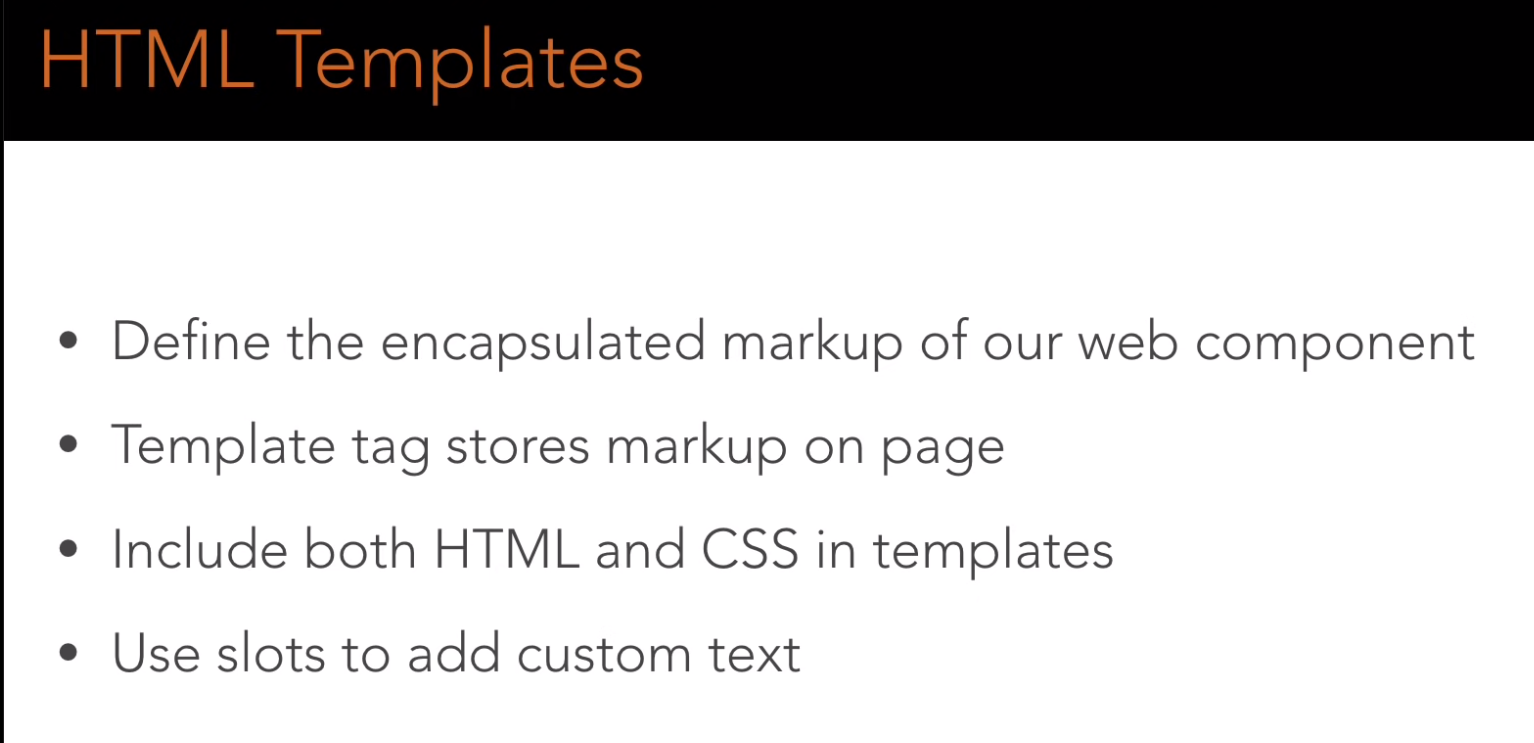 HTML Templates
• Define the encapsulated markup of our web component
• Template tag stores markup on page
• Include both HTML and CSS in templates
• Use slots to add custom text